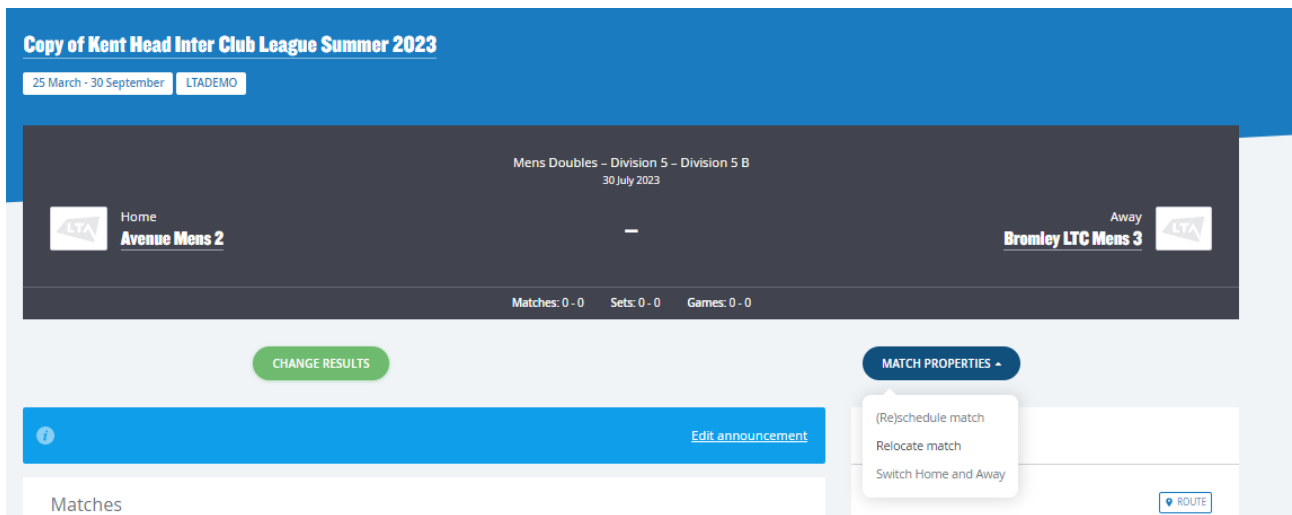 Copy of Kent Head Inter Club League Summer 2023
25 March - 30 September LTADEMO
Mens Doubles – Division 5 – Division 5 B
30 July 2023
LTA
Home
Avenue Mens 2
–
Away
Bromley LTC Mens 3
LTA
Matches: 0 - 0 Sets: 0 - 0 Games: 0 - 0
CHANGE RESULTS
MATCH PROPERTIES
(Re)schedule match
Relocate match
Switch Home and Away
i
Edit announcement
Matches
ROUTE